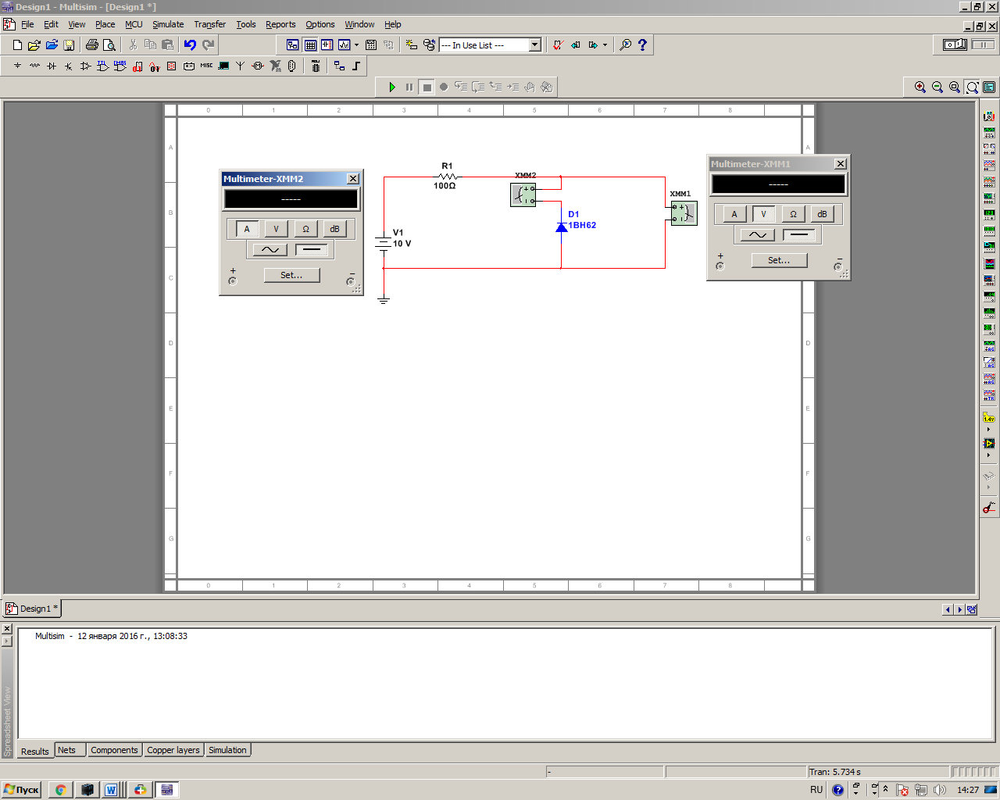 Design1 - Multisim - [Design1 *]
File Edit View Place MCU Simulate Transfer Tools Reports Options Window Help
--- In Use List ---
MISC
0 1 2 3 4 5 6 7 8
A A
R1
100Ω
XMM2
Multimeter-XMM2
-----
A V Ω dB
Set...
+ −
V1
10 V
D1
1BH62
XMM1
Multimeter-XMM1
-----
A V Ω dB
Set...
+ −
B
C
D D
E E
F F
G G
0 1 2 3 4 5 6 7 8
1.4v
Design1 *
Multisim - 12 января 2016 г., 13:08:33
Spreadsheet View
Results Nets Components Copper layers Simulation
- Tran: 5.734 s
Пуск RU 14:27